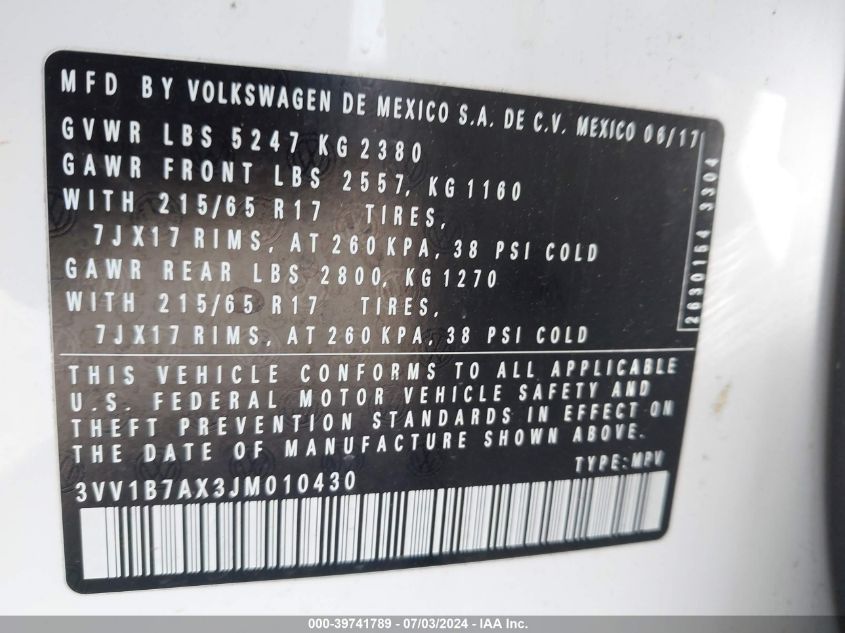 MFD BY VOLKSWAGEN DE MEXICO S.A. DE C.V. MEXICO 06/17
GVWR LBS 5247 KG 2380
GAWR FRONT LBS 2557, KG 1160
WITH 215/65 R17 TIRES,
7JX17 RIMS, AT 260 KPA, 38 PSI COLD
GAWR REAR LBS 2800, KG 1270
WITH 215/65 R17 TIRES,
7JX17 RIMS, AT 260 KPA, 38 PSI COLD
2630154 3304
THIS VEHICLE CONFORMS TO ALL APPLICABLE
U.S. FEDERAL MOTOR VEHICLE SAFETY AND
THEFT PREVENTION STANDARDS IN EFFECT ON
THE DATE OF MANUFACTURE SHOWN ABOVE.
TYPE: MPV
3VV1B7AX3JM010430
000-39741789 - 07/03/2024 - IAA Inc.